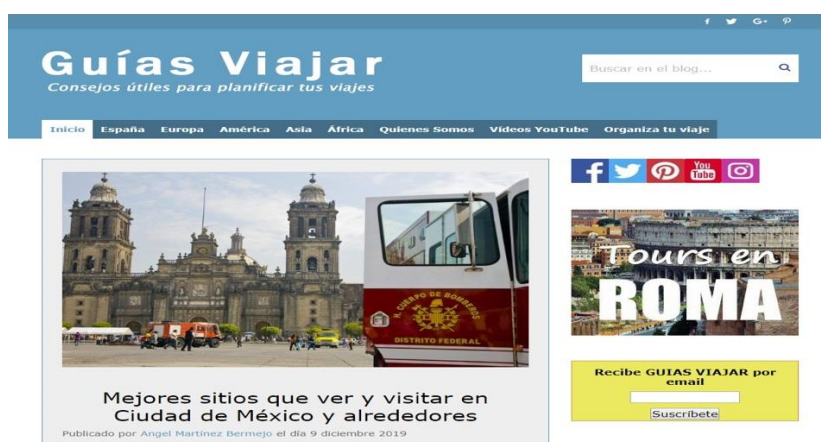 Guías Viajar
Consejos útiles para planificar tus viajes
Buscar en el blog...
Inicio España Europa América Asia África Quienes Somos Vídeos YouTube Organiza tu viaje
H. CUERPO DE BOMBEROS
DISTRITO FEDERAL
Mejores sitios que ver y visitar en
Ciudad de México y alrededores
Publicado por Angel Martínez Bermejo el día 9 diciembre 2019
You
Tube
Tours en
ROMA
Recibe GUIAS VIAJAR por
email
Suscríbete